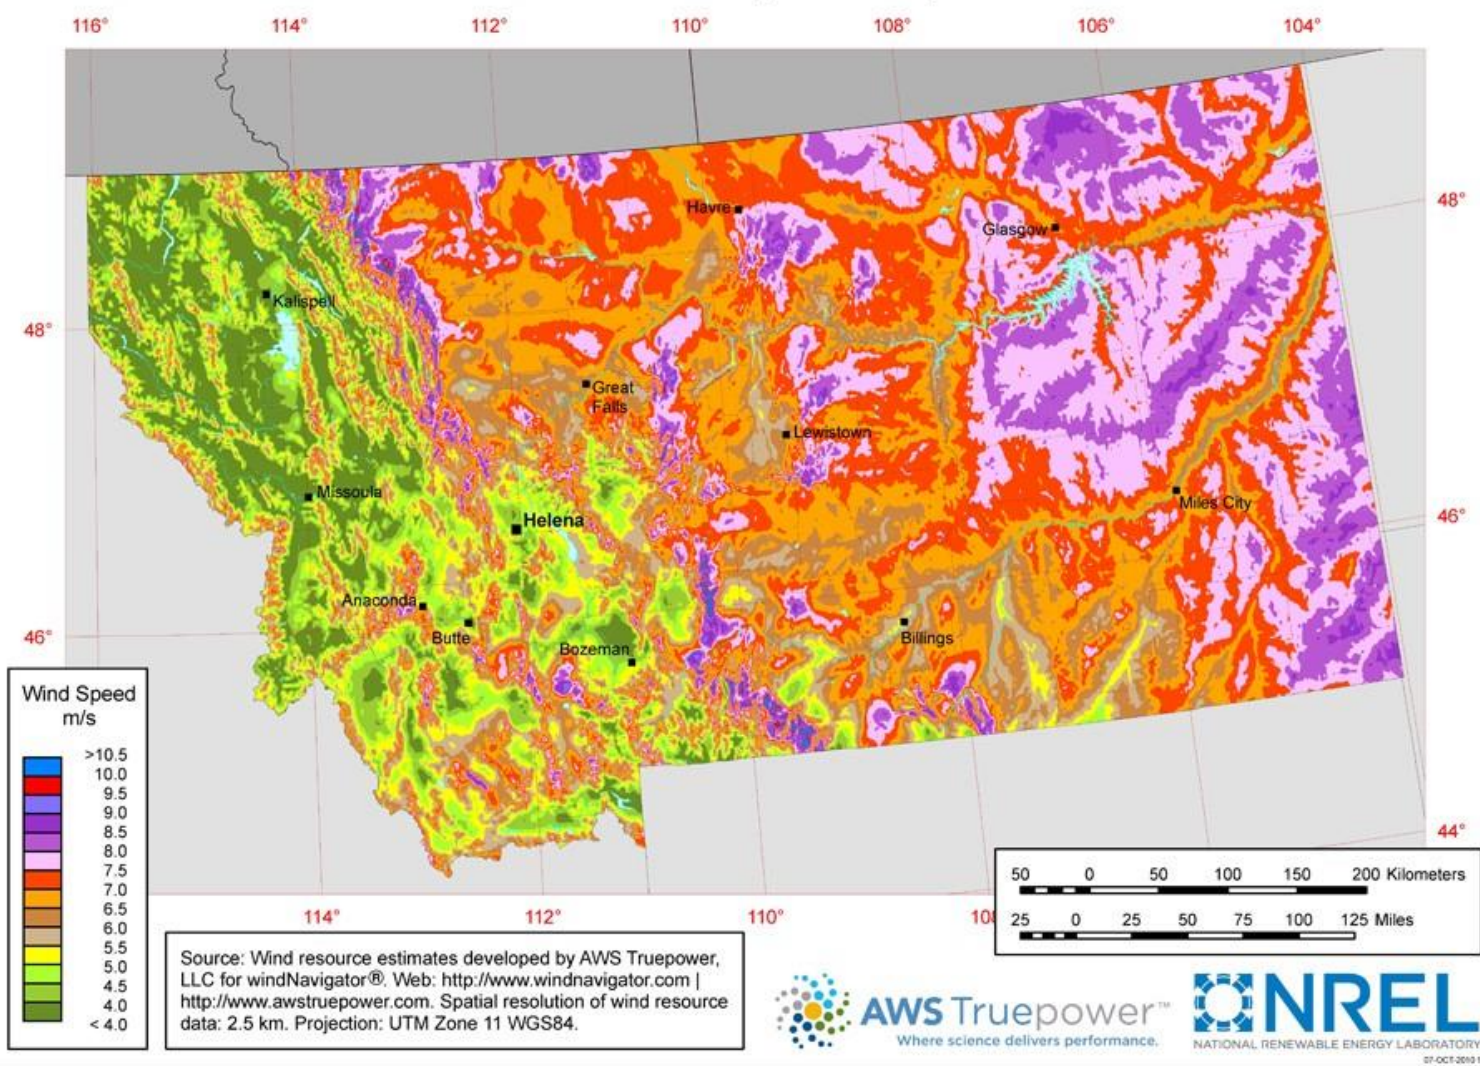 116°
114°
112°
110°
108°
106°
104°
48°
Havre
Glasgow
Kalispell
48°
Great
Falls
Lewistown
Missoula
Miles City
Helena
46°
Anaconda
Butte
46°
Billings
Bozeman
Wind Speed
m/s
>10.5
10.0
9.5
9.0
8.5
8.0
7.5
7.0
6.5
6.0
5.5
5.0
4.5
4.0
< 4.0
44°
114°
112°
110°
50 0 50 100 150 200 Kilometers
25 0 25 50 75 100 125 Miles
Source: Wind resource estimates developed by AWS Truepower,
LLC for windNavigator®. Web: http://www.windnavigator.com |
http://www.awstruepower.com. Spatial resolution of wind resource
data: 2.5 km. Projection: UTM Zone 11 WGS84.
AWS Truepower™
Where science delivers performance.
NREL
NATIONAL RENEWABLE ENERGY LABORATORY
07-OCT-2010 1